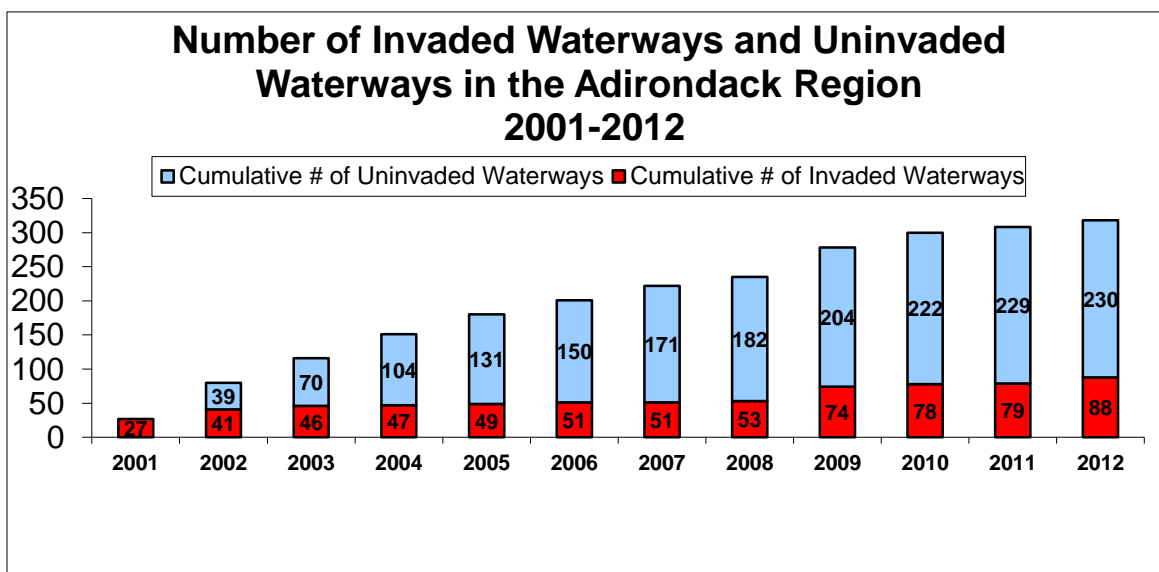 Number of Invaded Waterways and Uninvaded
Waterways in the Adirondack Region
2001-2012
Cumulative # of Uninvaded Waterways Cumulative # of Invaded Waterways
350
300
250
200
150
100
50
0
39 70 104 131 150 171 182 204 222 229 230
27 41 46 47 49 51 51 53 74 78 79 88
2001 2002 2003 2004 2005 2006 2007 2008 2009 2010 2011 2012